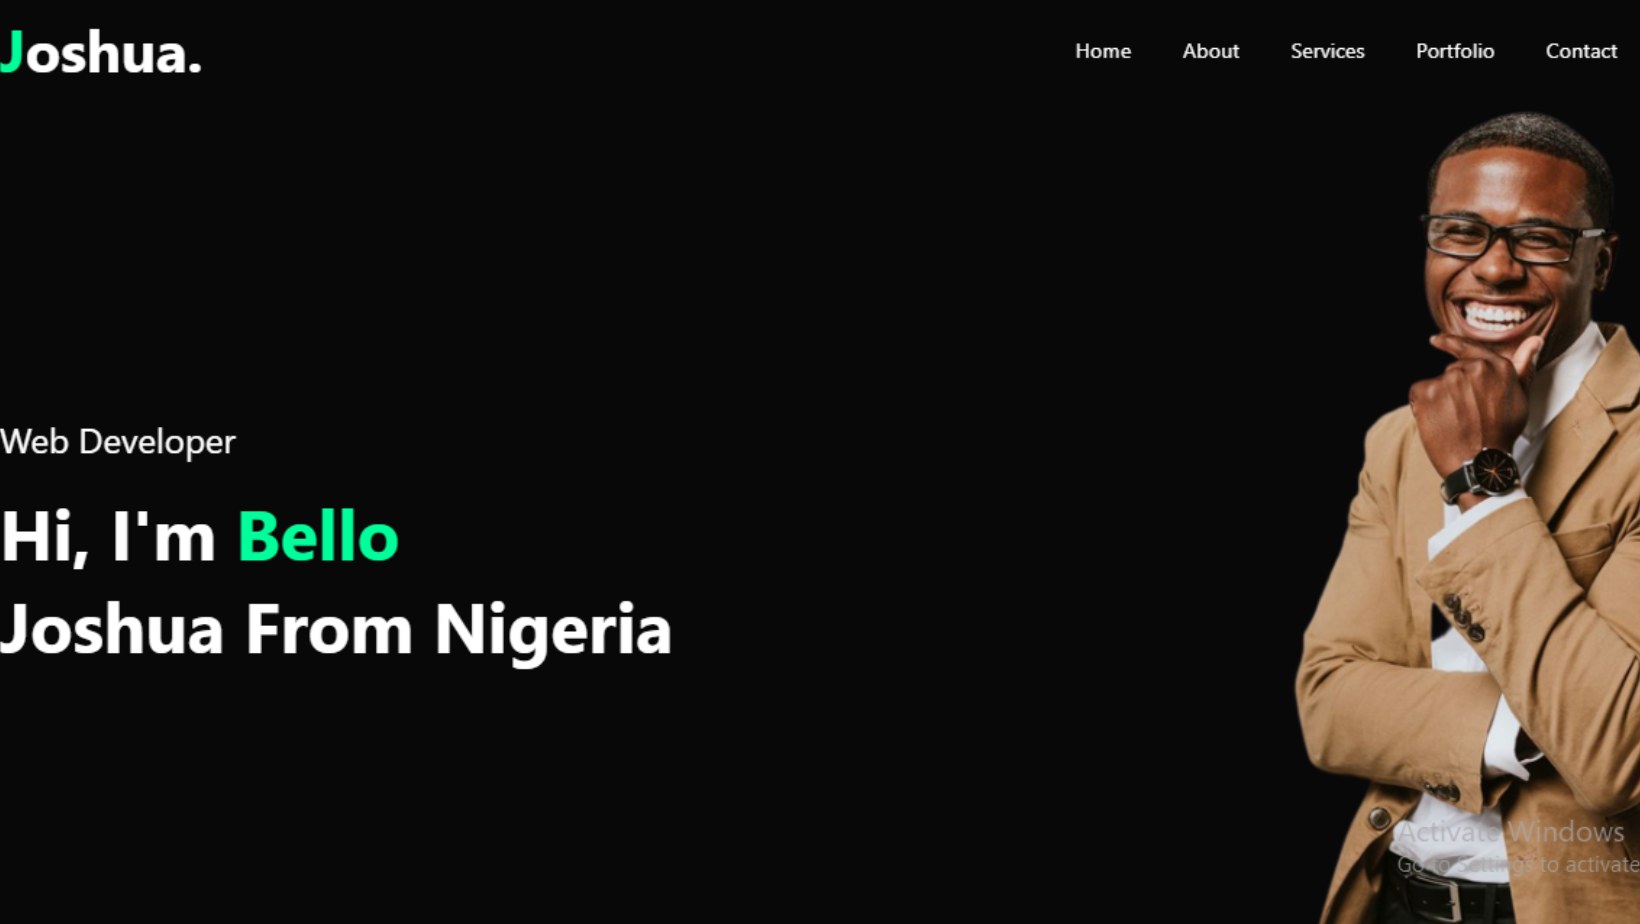 Joshua.
Home About Services Portfolio Contact
Web Developer
Hi, I'm Bello
Joshua From Nigeria
Activate Windows
Go to Settings to activate